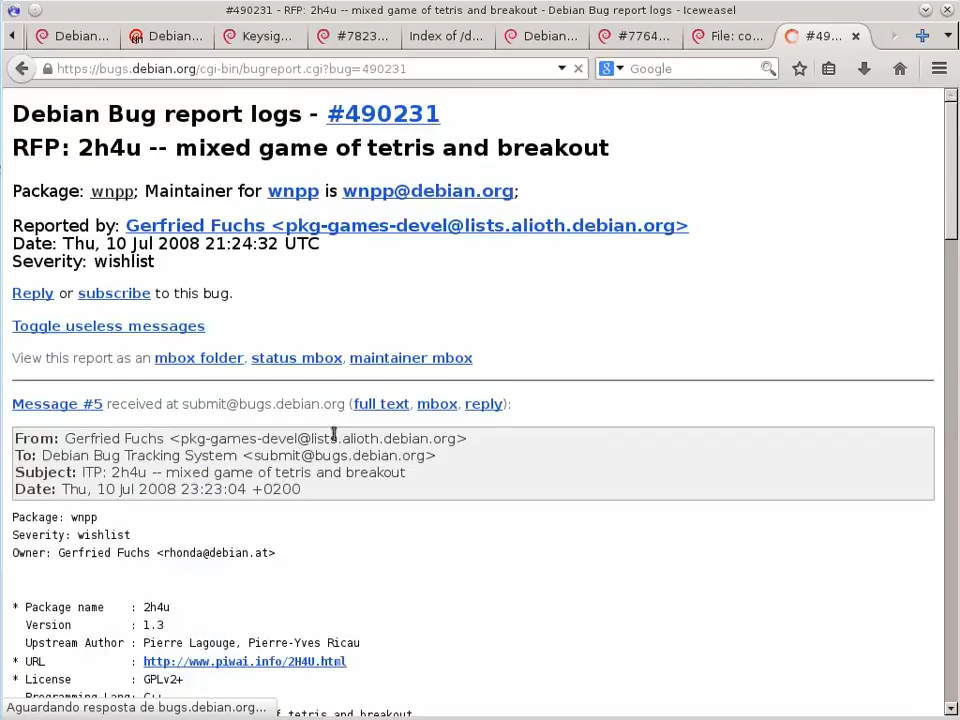 #490231 - RFP: 2h4u -- mixed game of tetris and breakout - Debian Bug report logs - Iceweasel
Debian... Debian... Keysig... #7823... Index of /d... Debian... #7764... File: co... #49...
https://bugs.debian.org/cgi-bin/bugreport.cgi?bug=490231 Google
Debian Bug report logs - #490231
RFP: 2h4u -- mixed game of tetris and breakout
Package: wnpp; Maintainer for wnpp is wnpp@debian.org;
Reported by: Gerfried Fuchs <pkg-games-devel@lists.alioth.debian.org>
Date: Thu, 10 Jul 2008 21:24:32 UTC
Severity: wishlist
Reply or subscribe to this bug.
Toggle useless messages
View this report as an mbox folder, status mbox, maintainer mbox
Message #5 received at submit@bugs.debian.org (full text, mbox, reply):
From: Gerfried Fuchs <pkg-games-devel@lists.alioth.debian.org>
To: Debian Bug Tracking System <submit@bugs.debian.org>
Subject: ITP: 2h4u -- mixed game of tetris and breakout
Date: Thu, 10 Jul 2008 23:23:04 +0200
Package: wnpp
Severity: wishlist
Owner: Gerfried Fuchs <rhonda@debian.at>
* Package name : 2h4u
Version : 1.3
Upstream Author : Pierre Lagouge, Pierre-Yves Ricau
* URL : http://www.piwai.info/2H4U.html
* License : GPLv2+
Programming Lang: C++
Aguardando resposta de bugs.debian.org...
f tetris and breakout